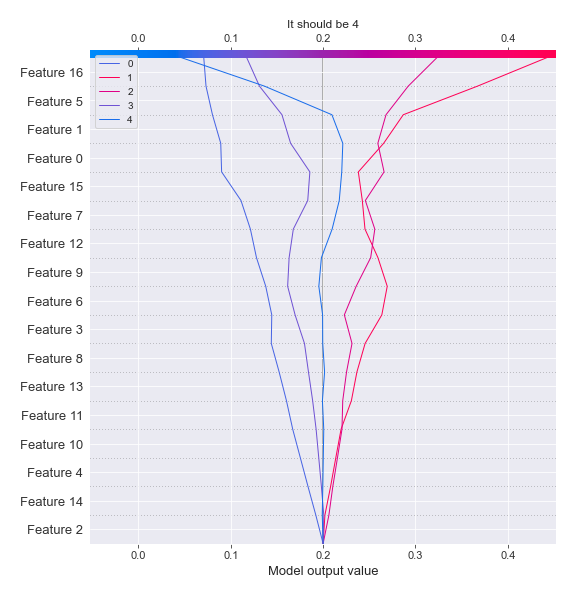 It should be 4
0.0 0.1 0.2 0.3 0.4
0
1
2
3
4
Feature 16
Feature 5
Feature 1
Feature 0
Feature 15
Feature 7
Feature 12
Feature 9
Feature 6
Feature 3
Feature 8
Feature 13
Feature 11
Feature 10
Feature 4
Feature 14
Feature 2
0.0 0.1 0.2 0.3 0.4
Model output value